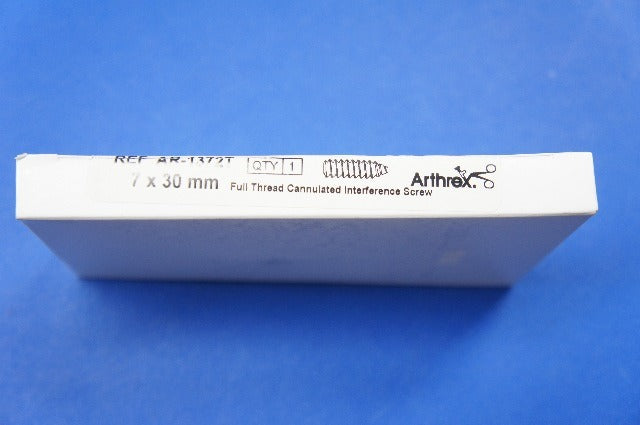 REF AR-1372T QTY 1
7 x 30 mm Full Thread Cannulated Interference Screw Arthrex